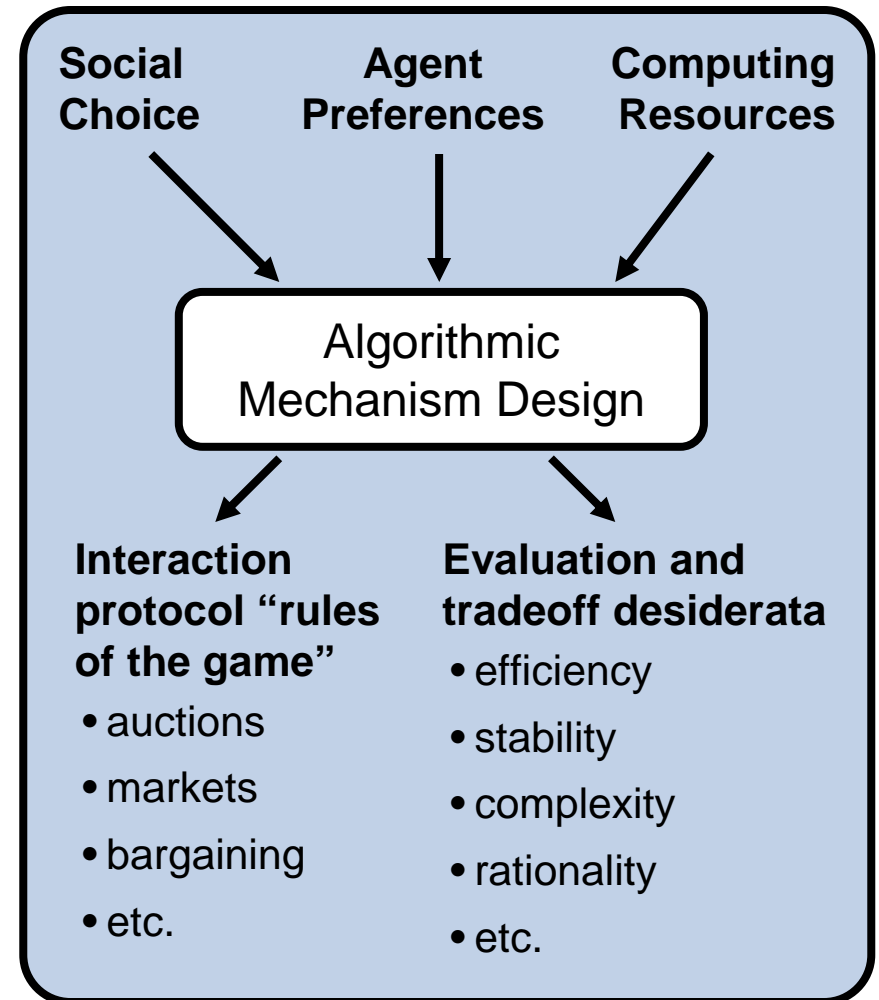 Social
Choice
Agent
Preferences
Computing
Resources
Algorithmic
Mechanism Design
Interaction
protocol “rules
of the game”
• auctions
• markets
• bargaining
• etc.
Evaluation and
tradeoff desiderata
• efficiency
• stability
• complexity
• rationality
• etc.